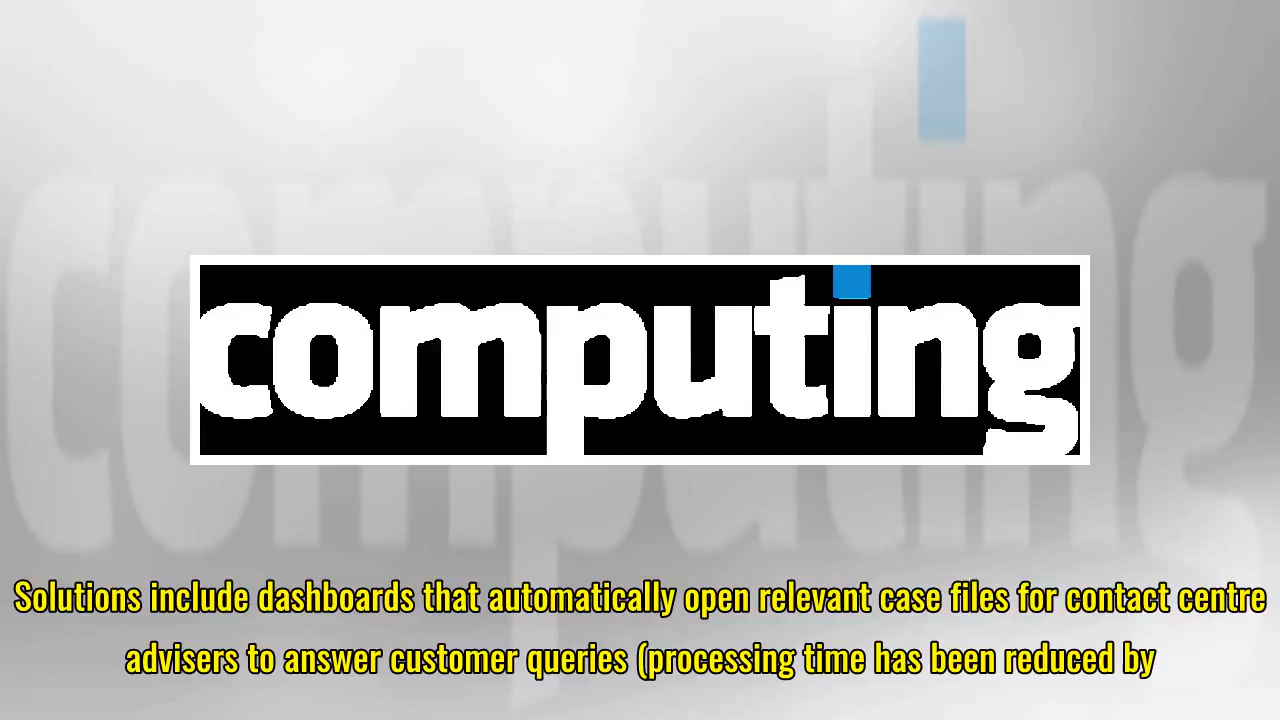 computing
Solutions include dashboards that automatically open relevant case files for contact centre
advisers to answer customer queries (processing time has been reduced by